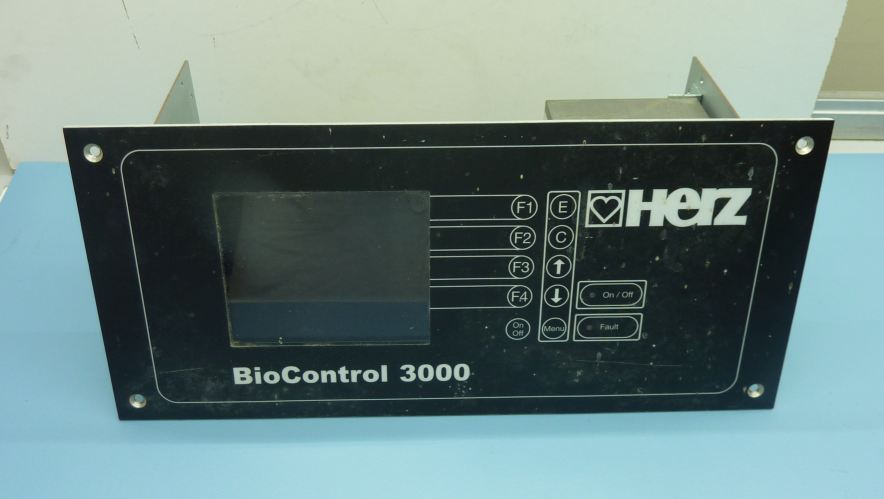 F1
E
HERZ
F2
C
F3
F4
On / Off
On
Off
Menu
Fault
BioControl 3000